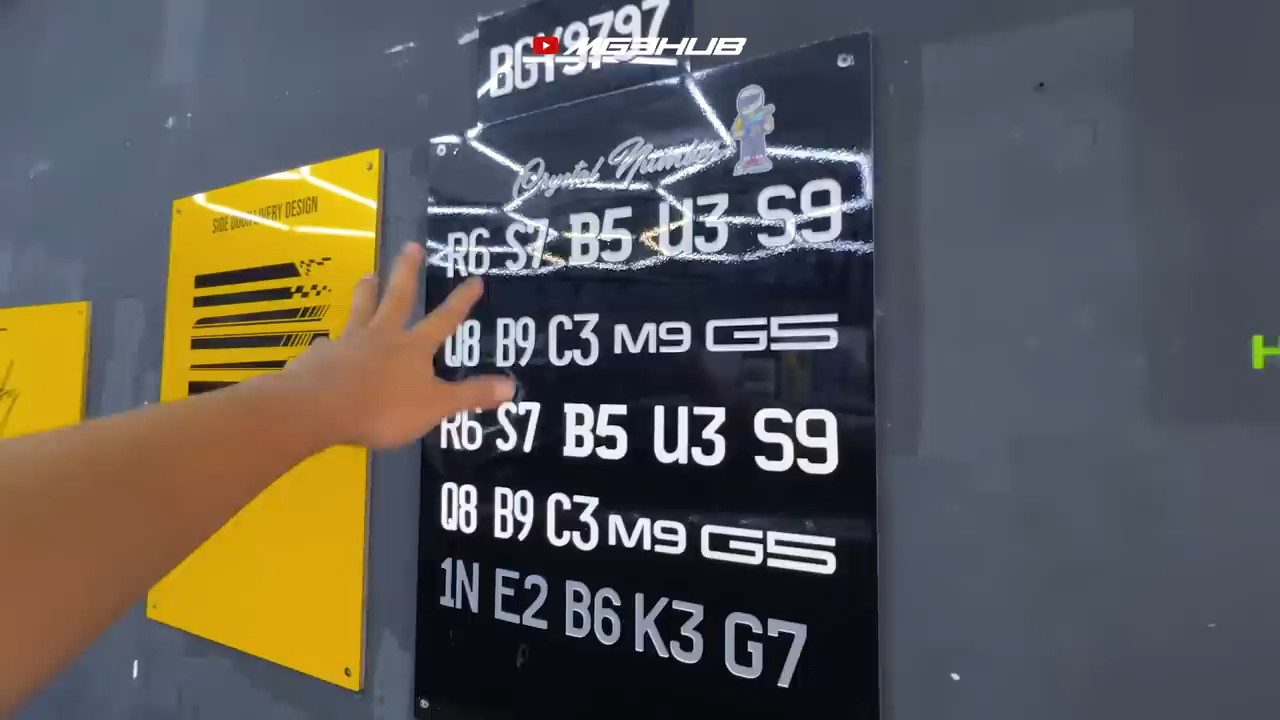 BGY9797
MG9HUB
SIDE DOOR LIVERY DESIGN
Crystal Number
R6 S7 B5 U3 S9
Q8 B9 C3 M9 G5
R6 S7 B5 U3 S9
Q8 B9 C3 M9 G5
1N E2 B6 K3 G7
H